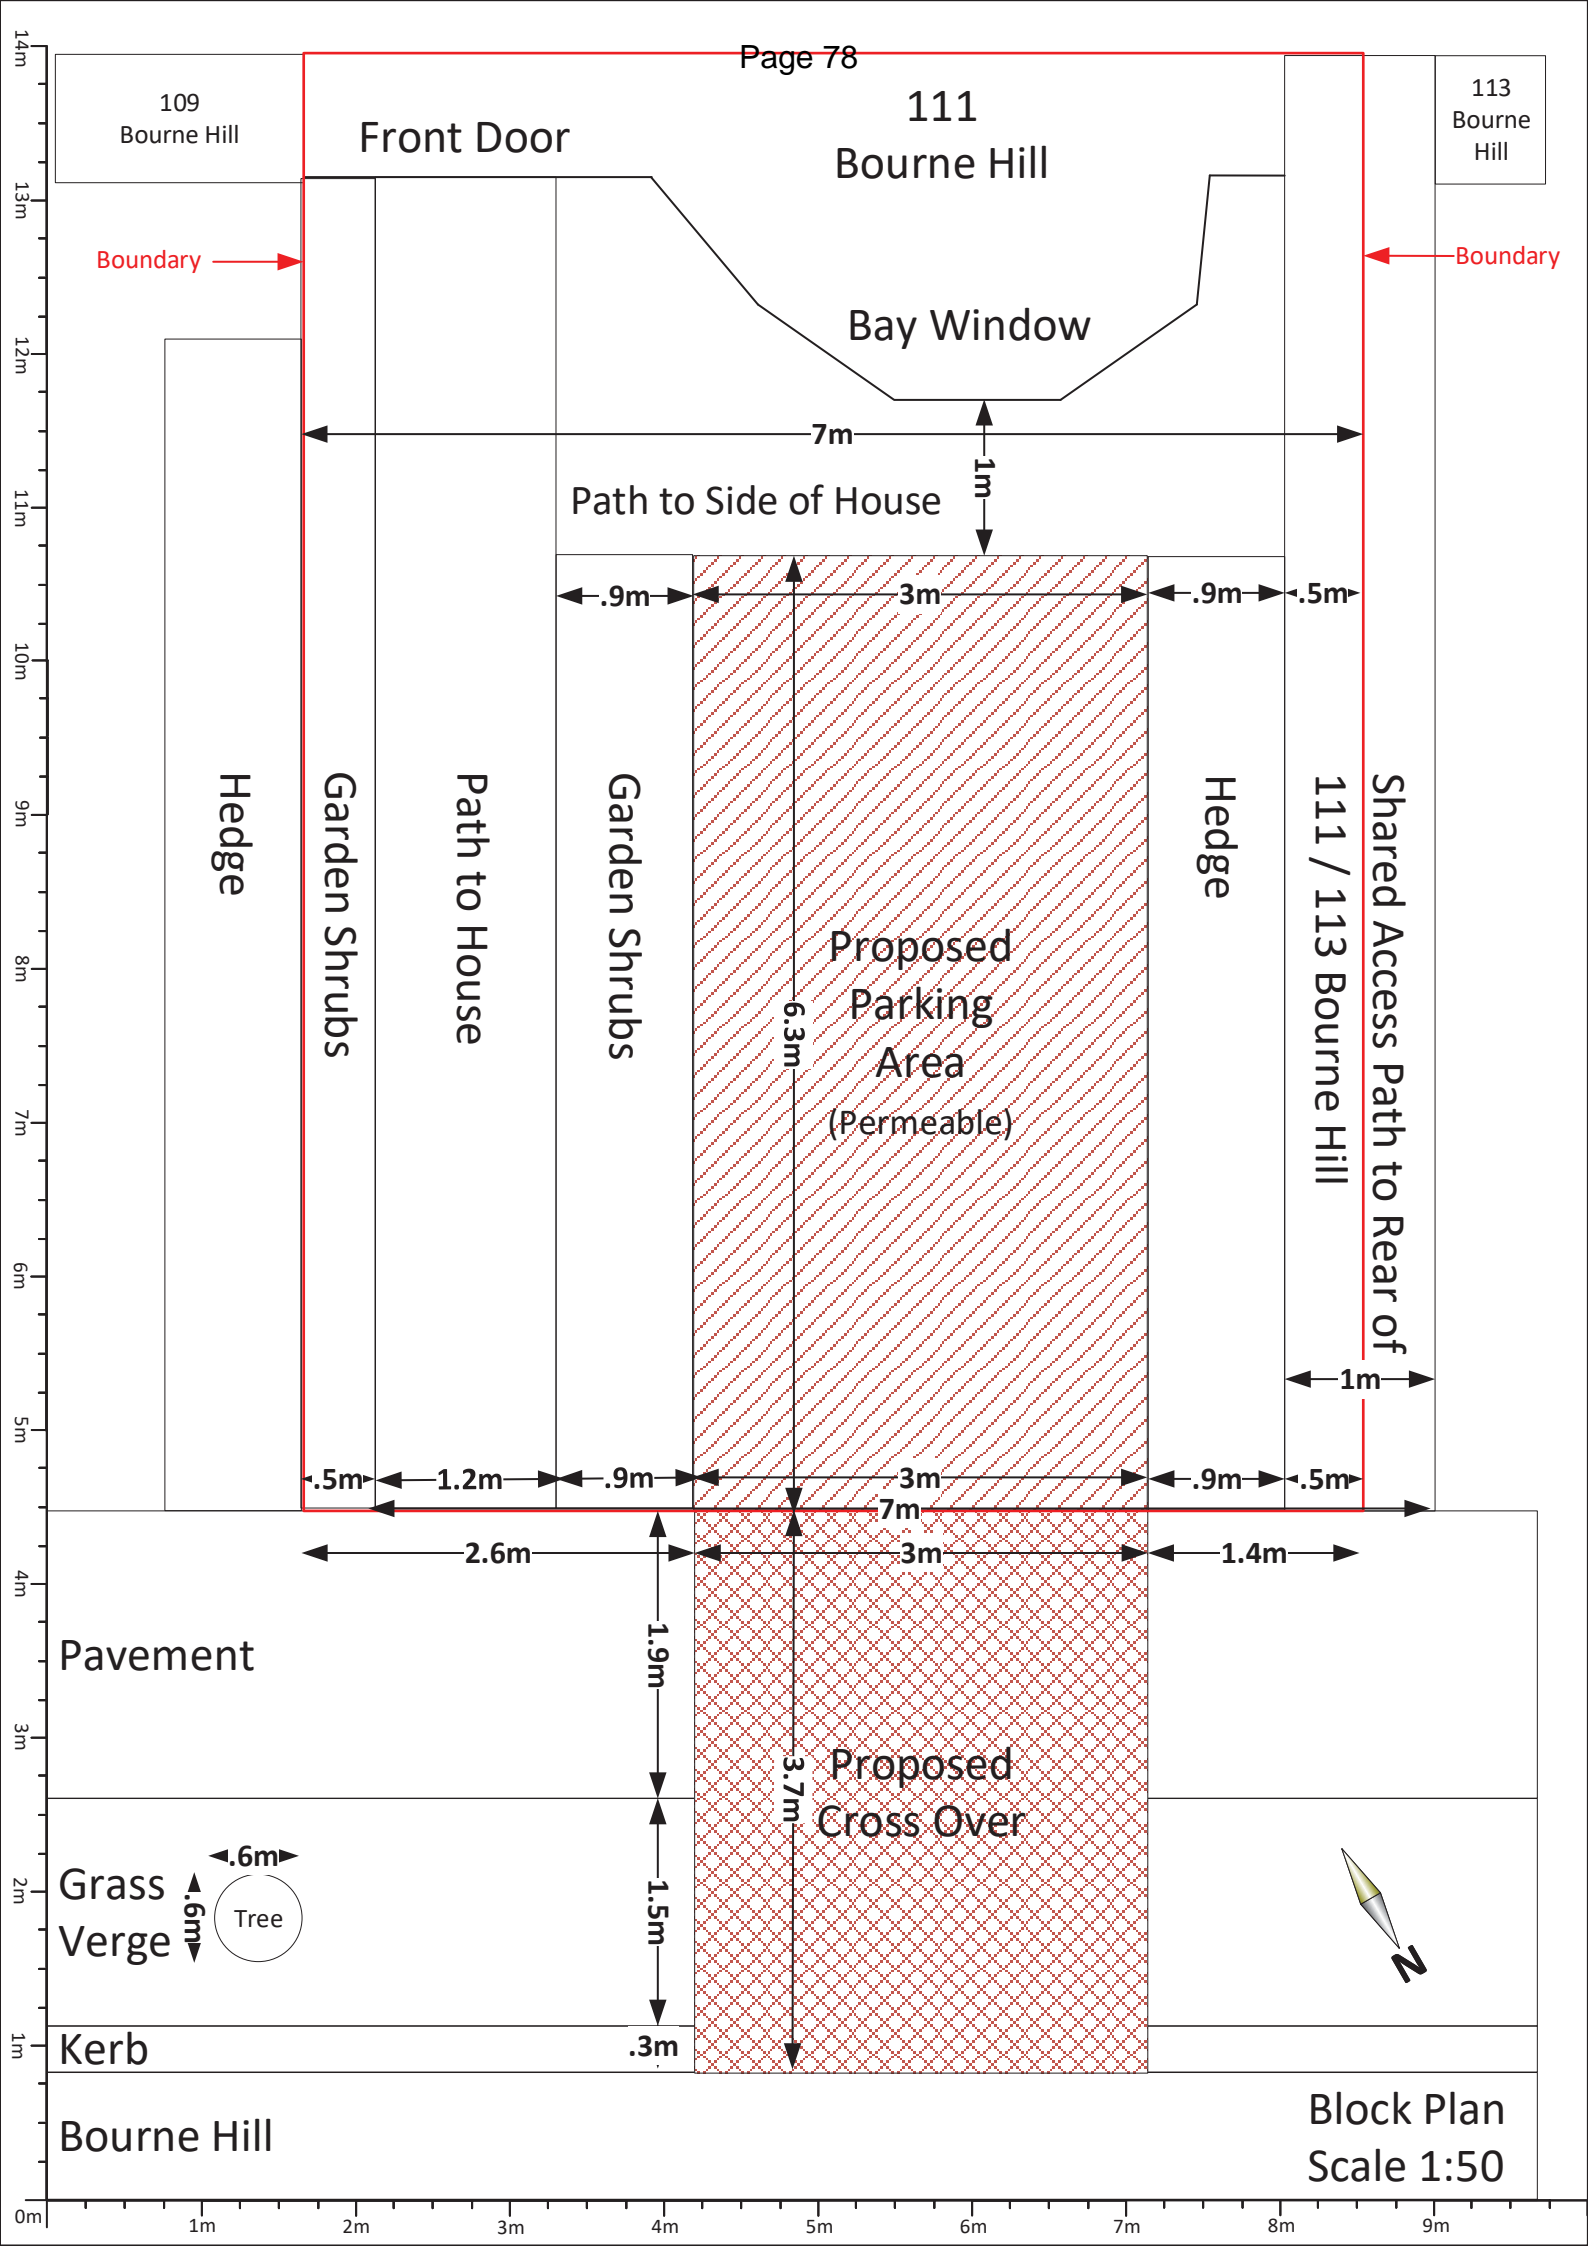 Page 78
14m
109
Bourne Hill
Front Door
111
Bourne Hill
113
Bourne
Hill
13m
Boundary
Boundary
Bay Window
12m
7m
1m
Path to Side of House
11m
.9m
3m
.9m
.5m
10m
Hedge
Garden Shrubs
Path to House
Garden Shrubs
6.3m
Proposed
Parking
Area
(Permeable)
Hedge
Shared Access Path to Rear of
111 / 113 Bourne Hill
9m
8m
7m
6m
1m
5m
.5m
1.2m
.9m
3m
.9m
.5m
7m
2.6m
3m
1.4m
4m
Pavement
1.9m
3m
3.7m
Proposed
Cross Over
.6m
Grass
Verge
.6m
Tree
1.5m
2m
N
1m
Kerb
.3m
Bourne Hill
Block Plan
Scale 1:50
0m
1m
2m
3m
4m
5m
6m
7m
8m
9m